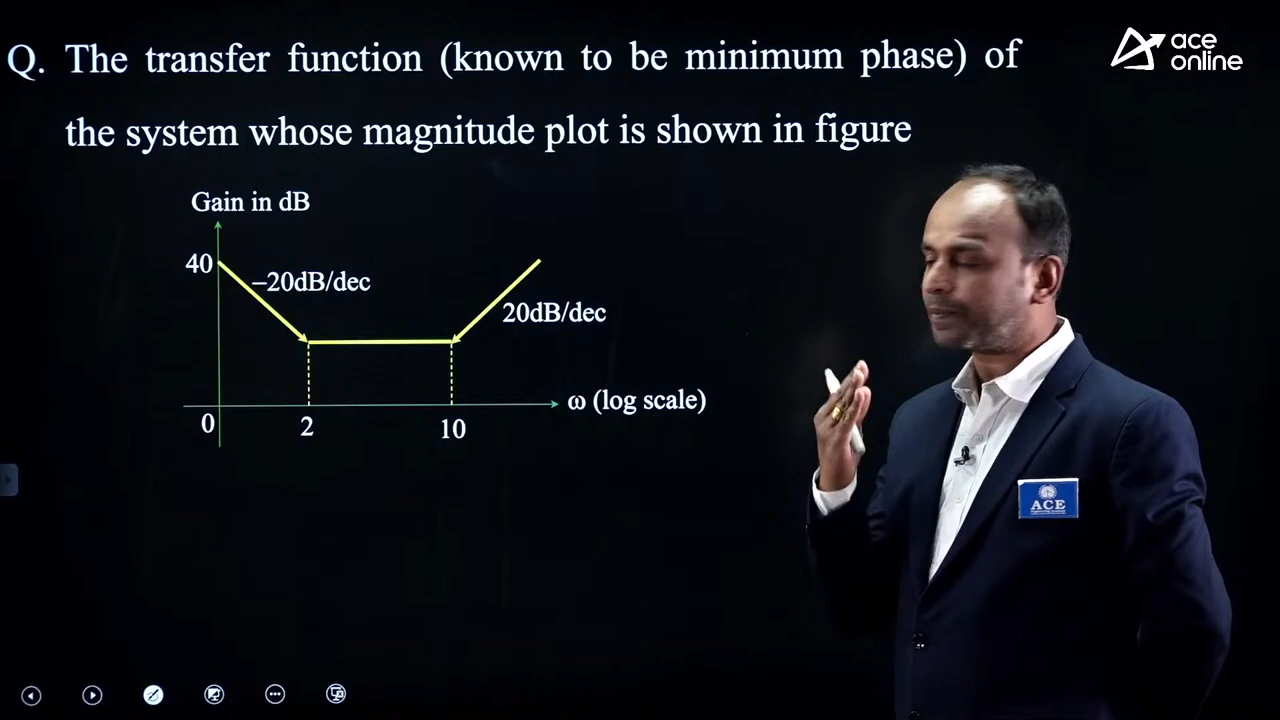 Q. The transfer function (known to be minimum phase) of
the system whose magnitude plot is shown in figure
ace
online
Gain in dB
40
–20dB/dec
20dB/dec
0
2
10
ω (log scale)
ACE